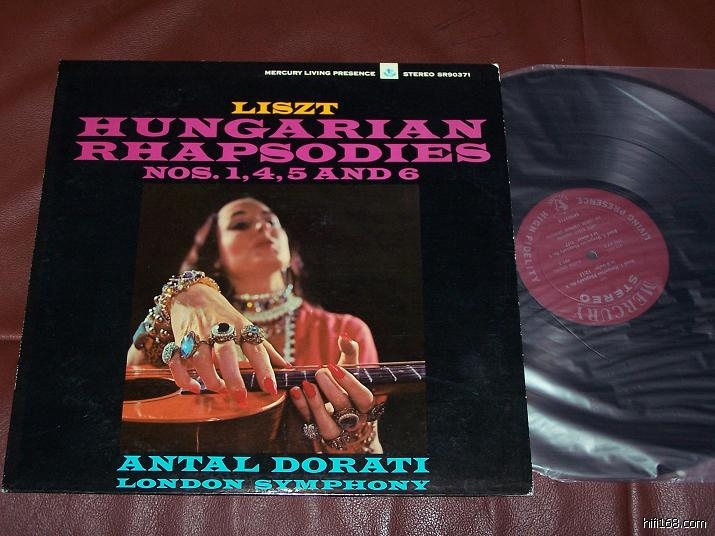 MERCURY LIVING PRESENCE STEREO SR90371
LISZT
HUNGARIAN
RHAPSODIES
NOS. 1, 4, 5 AND 6
ANTAL DORATI
LONDON SYMPHONY
LIVING PRESENCE HIGH FIDELITY
MERCURY
STEREO
hifi168.com